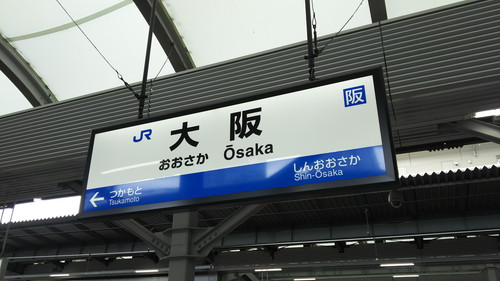 阪
JR 大阪
おおさか Ōsaka
つかもと
Tsukamoto
しんおおさか
Shin-Osaka